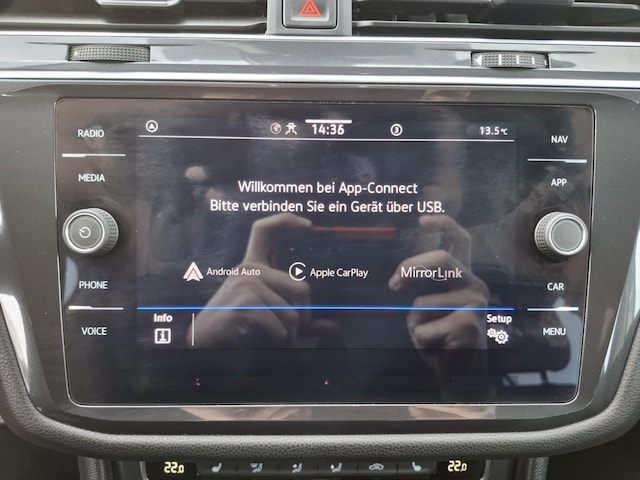 RADIO
MEDIA
PHONE
VOICE
14:36
3
13.5°C
Willkommen bei App-Connect
Bitte verbinden Sie ein Gerät über USB.
Android Auto
Apple CarPlay
MirrorLink
Info
Setup
NAV
APP
CAR
MENU
22.0
22.0